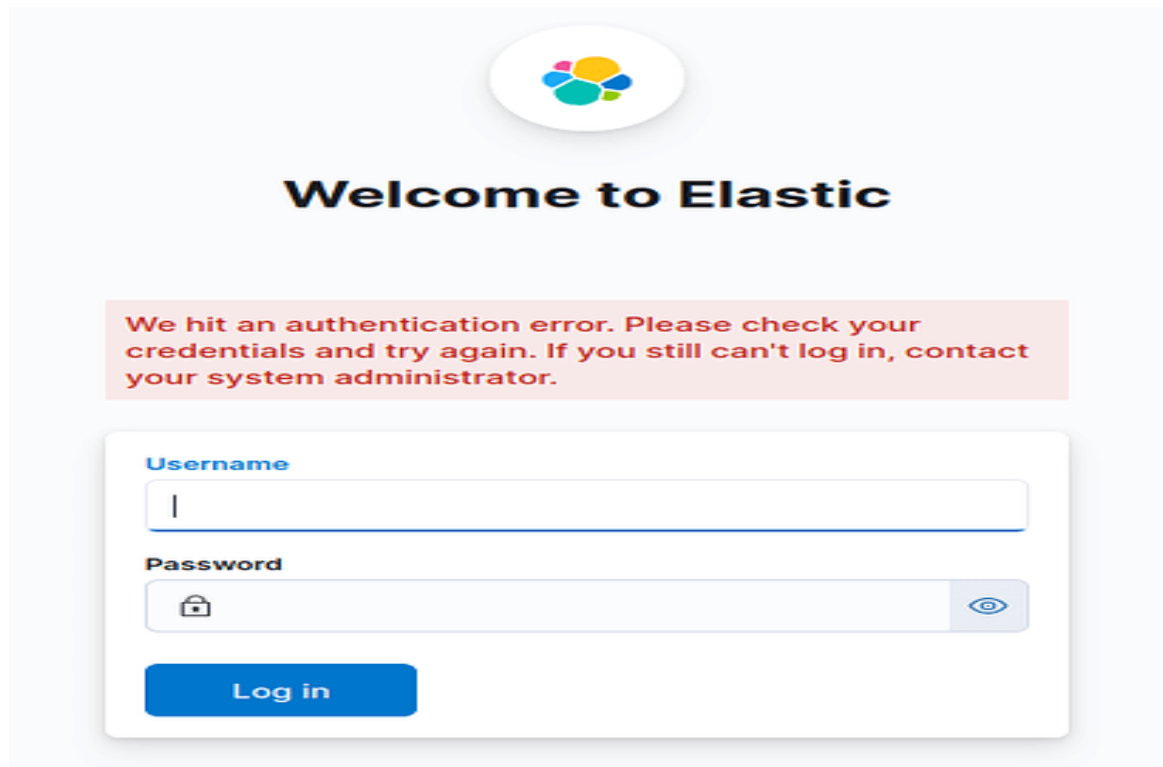 Welcome to Elastic
We hit an authentication error. Please check your
credentials and try again. If you still can't log in, contact
your system administrator.
Username
Password
Log in